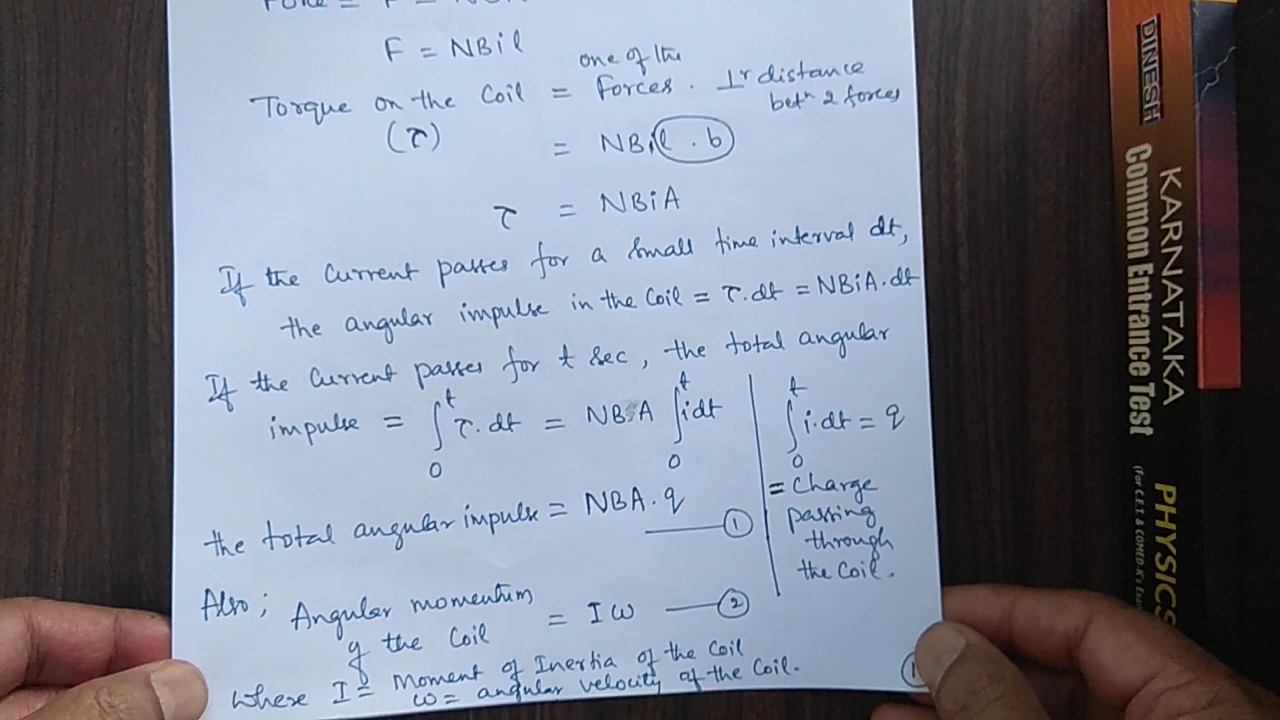 F = NBil
Torque on the Coil = one of the forces . ⊥r distance betn 2 forces
(τ)
= NBil . b
τ = NBiA
If the Current passes for a small time interval dt,
the angular impulse in the Coil = τ.dt = NBiA.dt
If the Current passes for t sec, the total angular
impulse = ∫₀ᵗ τ.dt = NBA ∫₀ᵗ idt
∫₀ᵗ i.dt = q
= Charge
passing
through
the Coil.
the total angular impulse = NBA.q
①
Also; Angular momentum
of the Coil = Iω ②
Where I = Moment of Inertia of the Coil
ω = angular velocity of the Coil.
DINESH
KARNATAKA
Common Entrance Test
PHYSICS